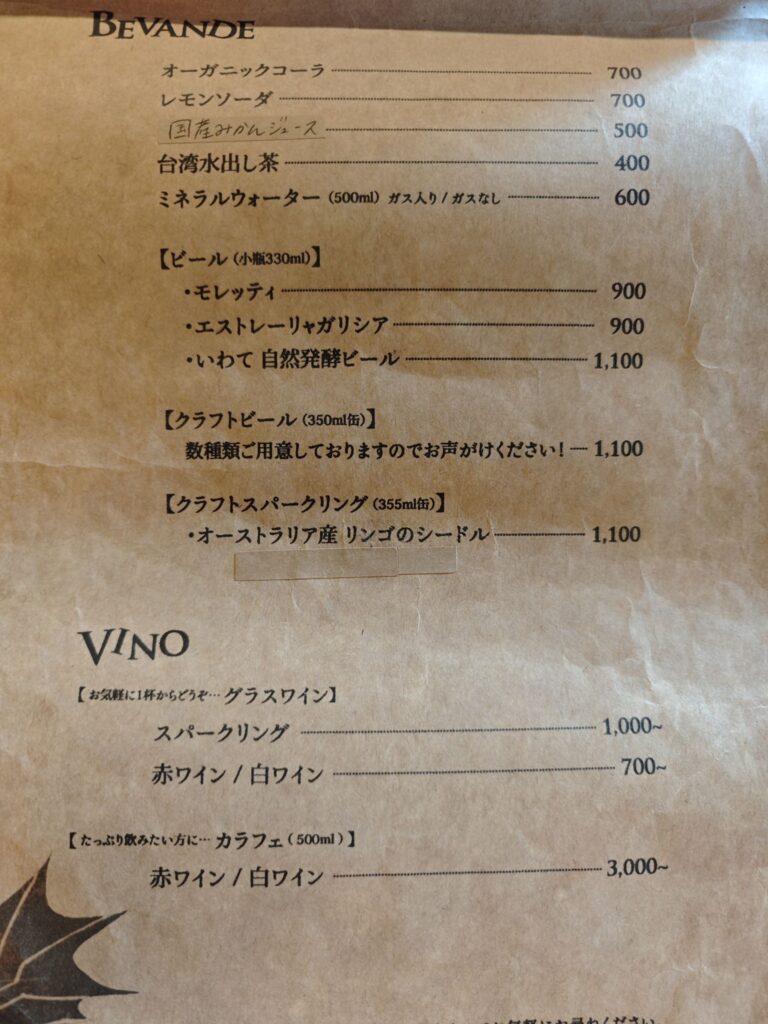 BEVANDE
オーガニックコーラ 700
レモンソーダ 700
国産みかんジュース 500
台湾水出し茶 400
ミネラルウォーター（500ml）ガス入り / ガスなし 600
【ビール（小瓶330ml）】
・モレッティ 900
・エストレーリャガリシア 900
・いわて 自然発酵ビール 1,100
【クラフトビール（350ml缶）】
数種類ご用意しておりますのでお声がけください！ 1,100
【クラフトスパークリング（355ml缶）】
・オーストラリア産 リンゴのシードル 1,100
VINO
【お気軽に1杯からどうぞ… グラスワイン】
スパークリング 1,000~
赤ワイン / 白ワイン 700~
【たっぷり飲みたい方に… カラフェ（500ml）】
赤ワイン / 白ワイン 3,000~